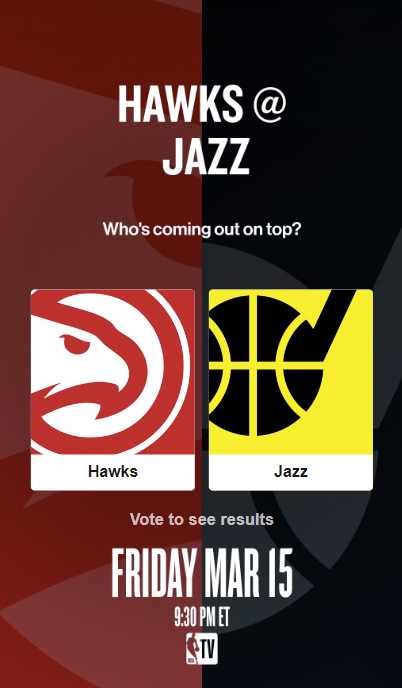 HAWKS @
JAZZ
Who's coming out on top?
Hawks
Jazz
Vote to see results
FRIDAY MAR 15
9:30 PM ET
NBA TV